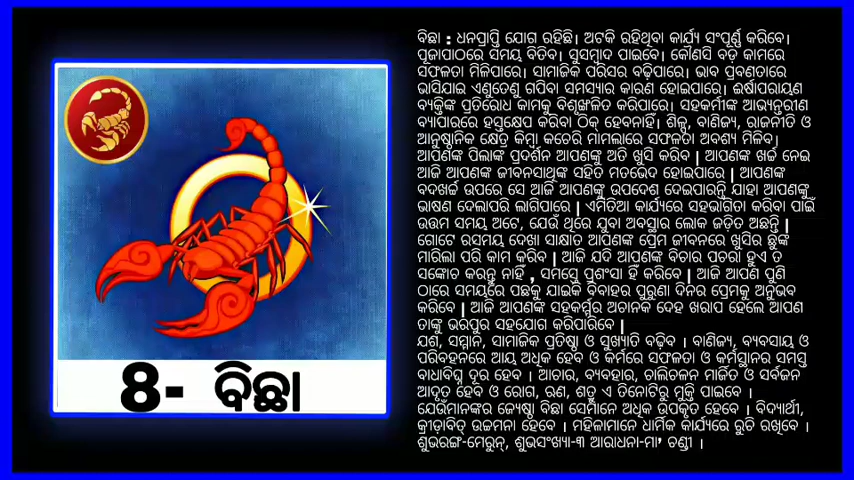 8- ବିଛା
ବିଛା : ଧନପ୍ରାପ୍ତି ଯୋଗ ରହିଛି। ଅଟକି ରହିଥିବା କାର୍ଯ୍ୟ ସଂପୂର୍ଣ୍ଣ କରିବେ।
ପୂଜାପାଠରେ ସମୟ ବିତିବ। ସୁସମ୍ବାଦ ପାଇବେ। କୌଣସି ବଡ଼ କାମରେ
ସଫଳତା ମିଳିପାରେ। ସାମାଜିକ ପରିସର ବଢ଼ିପାରେ। ଭାବ ପ୍ରବଣତାରେ
ଭାସିଯାଇ ଏଣୁତେଣୁ ଗପିବା ସମସ୍ୟାର କାରଣ ହୋଇପାରେ। ଈର୍ଷାପରାୟଣ
ବ୍ୟକ୍ତିଙ୍କ ପ୍ରତିରୋଧ କାମକୁ ବିଶୃଙ୍ଖଳିତ କରିପାରେ। ସହକର୍ମୀଙ୍କ ଆଭ୍ୟନ୍ତରୀଣ
ବ୍ୟାପାରରେ ହସ୍ତକ୍ଷେପ କରିବା ଠିକ୍ ହେବନାହିଁ। ଶିଳ୍ପ, ବାଣିଜ୍ୟ, ରାଜନୀତି ଓ
ଆନୁଷ୍ଠାନିକ କ୍ଷେତ୍ର କିମ୍ବା କଚେରି ମାମଲାରେ ସଫଳତା ଅବଶ୍ୟ ମିଳିବ।
ଆପଣଙ୍କ ପିଲାଙ୍କ ପ୍ରଦର୍ଶନ ଆପଣଙ୍କୁ ଅତି ଖୁସି କରିବ | ଆପଣଙ୍କ ଖର୍ଚ୍ଚ ନେଇ
ଆଜି ଆପଣଙ୍କ ଜୀବନସାଥିଙ୍କ ସହିତ ମତଭେଦ ହୋଇପାରେ | ଆପଣଙ୍କ
ବଦଖର୍ଚ୍ଚ ଉପରେ ସେ ଆଜି ଆପଣଙ୍କୁ ଉପଦେଶ ଦେଇପାରନ୍ତି ଯାହା ଆପଣଙ୍କୁ
ଭାଷଣ ଦେଲାପରି ଲାଗିପାରେ | ଏମିତିଆ କାର୍ଯ୍ୟରେ ସହଭାଗିତା କରିବା ପାଇଁ
ଉତ୍ତମ ସମୟ ଅଟେ, ଯେଉଁ ଥିରେ ଯୁବା ଅବସ୍ଥାର ଲୋକ ଜଡ଼ିତ ଅଛନ୍ତି |
ଗୋଟେ ରସମୟ ଦେଖା ସାକ୍ଷାତ ଆପଣଙ୍କ ପ୍ରେମ ଜୀବନରେ ଖୁସିର ଛୁଙ୍କ
ମାରିଲା ପରି କାମ କରିବ | ଆଜି ଯଦି ଆପଣଙ୍କ ବିଚାର ପଚରା ହୁଏ ତ
ସଙ୍କୋଚ କରନ୍ତୁ ନାହିଁ , ସମସ୍ତେ ପ୍ରଶଂସା ହିଁ କରିବେ | ଆଜି ଆପଣ ପୁଣି
ଠାରେ ସମୟରେ ପଛକୁ ଯାଇକି ବିବାହର ପୁରୁଣା ଦିନର ପ୍ରେମକୁ ଅନୁଭବ
କରିବେ | ଆଜି ଆପଣଙ୍କ ସହକର୍ମୀର ଅଚାନକ ଦେହ ଖରାପ ହେଲେ ଆପଣ
ତାଙ୍କୁ ଭରପୁର ସହଯୋଗ କରିପାରିବେ |
ଯଶ, ସମ୍ମାନ, ସାମାଜିକ ପ୍ରତିଷ୍ଠା ଓ ସୁଖ୍ୟାତି ବଢ଼ିବ । ବାଣିଜ୍ୟ, ବ୍ୟବସାୟ ଓ
ପରିବହନରେ ଆୟ ଅଧିକ ହେବ ଓ କର୍ମରେ ସଫଳତା ଓ କର୍ମସ୍ଥାନର ସମସ୍ତ
ବାଧାବିଘ୍ନ ଦୂର ହେବ । ଆଚାର, ବ୍ୟବହାର, ଚାଲିଚଳନ ମାର୍ଜିତ ଓ ସର୍ବଜନ
ଆଦୃତ ହେବ ଓ ରୋଗ, ଋଣ, ଶତ୍ରୁ ଏ ତିନୋଟିରୁ ମୁକ୍ତି ପାଇବେ ।
ଯେଉଁମାନଙ୍କର ଜ୍ୟେଷ୍ଠା ବିଛା ସେମାନେ ଅଧିକ ଉପକୃତ ହେବେ । ବିଦ୍ୟାର୍ଥୀ,
କ୍ରୀଡ଼ାବିତ୍ ଉଚ୍ଚମନା ହେବେ । ମହିଳାମାନେ ଧାର୍ମିକ କାର୍ଯ୍ୟରେ ରୁଚି ରଖିବେ ।
ଶୁଭରଙ୍ଗ-ମେରୁନ୍, ଶୁଭସଂଖ୍ୟା-୩ ଆରାଧନା-ମା' ଚଣ୍ଡୀ ।